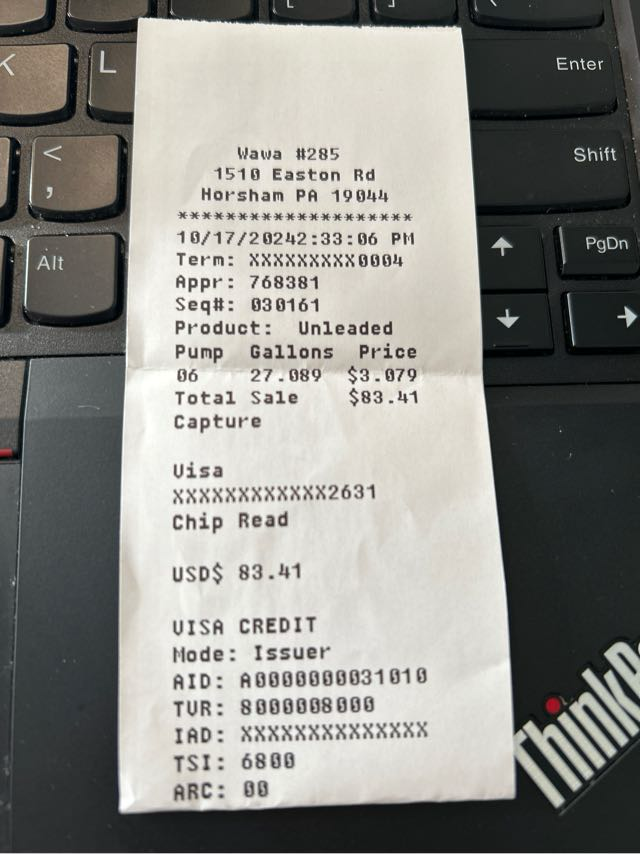 K
L
Enter
<
,
Shift
Alt
PgDn
Wawa #285
1510 Easton Rd
Horsham PA 19044
********************
10/17/20242:33:06 PM
Term: XXXXXXXXX0004
Appr: 768381
Seq#: 030161
Product: Unleaded
Pump Gallons Price
06 27.089 $3.079
Total Sale $83.41
Capture
Visa
XXXXXXXXXXXX2631
Chip Read
USD$ 83.41
VISA CREDIT
Mode: Issuer
AID: A0000000031010
TVR: 8000008000
IAD: XXXXXXXXXXXXXX
TSI: 6800
ARC: 00